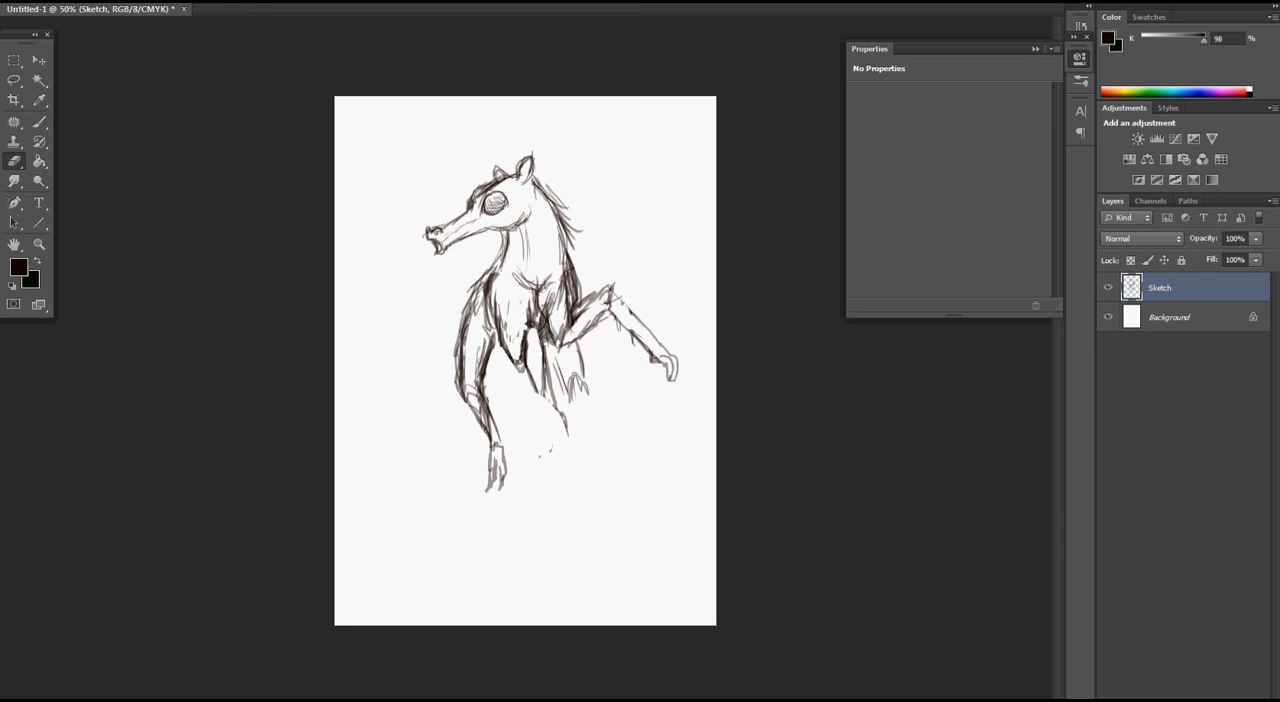 Untitled-1 @ 50% (Sketch, RGB/8/CMYK) * ×
Color Swatches
K 98 %
Properties
No Properties
Adjustments Styles
Add an adjustment
Layers Channels Paths
Kind
Normal Opacity: 100%
Lock: Fill: 100%
Sketch
Background